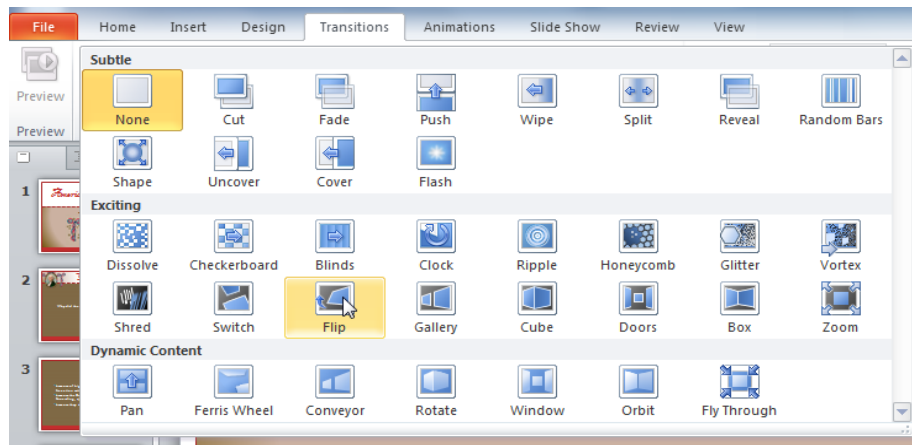 File Home Insert Design Transitions Animations Slide Show Review View
Subtle
Preview
None Cut Fade Push Wipe Split Reveal Random Bars
Preview
Shape Uncover Cover Flash
1
Exciting
Dissolve Checkerboard Blinds Clock Ripple Honeycomb Glitter Vortex
2
Shred Switch Flip Gallery Cube Doors Box Zoom
Dynamic Content
3
Pan Ferris Wheel Conveyor Rotate Window Orbit Fly Through